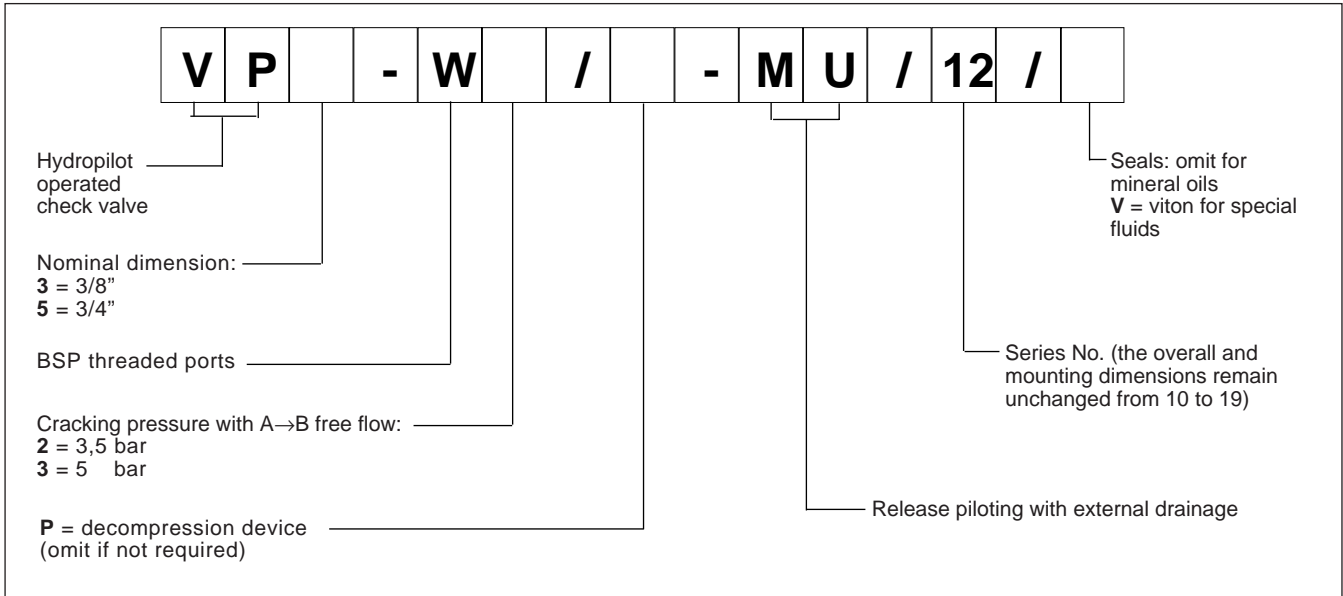 V P - W / - M U / 12 /
Hydropilot
operated
check valve
Nominal dimension:
3 = 3/8”
5 = 3/4”
BSP threaded ports
Cracking pressure with A→B free flow:
2 = 3,5 bar
3 = 5 bar
P = decompression device
(omit if not required)
Seals: omit for
mineral oils
V = viton for special
fluids
Series No. (the overall and
mounting dimensions remain
unchanged from 10 to 19)
Release piloting with external drainage